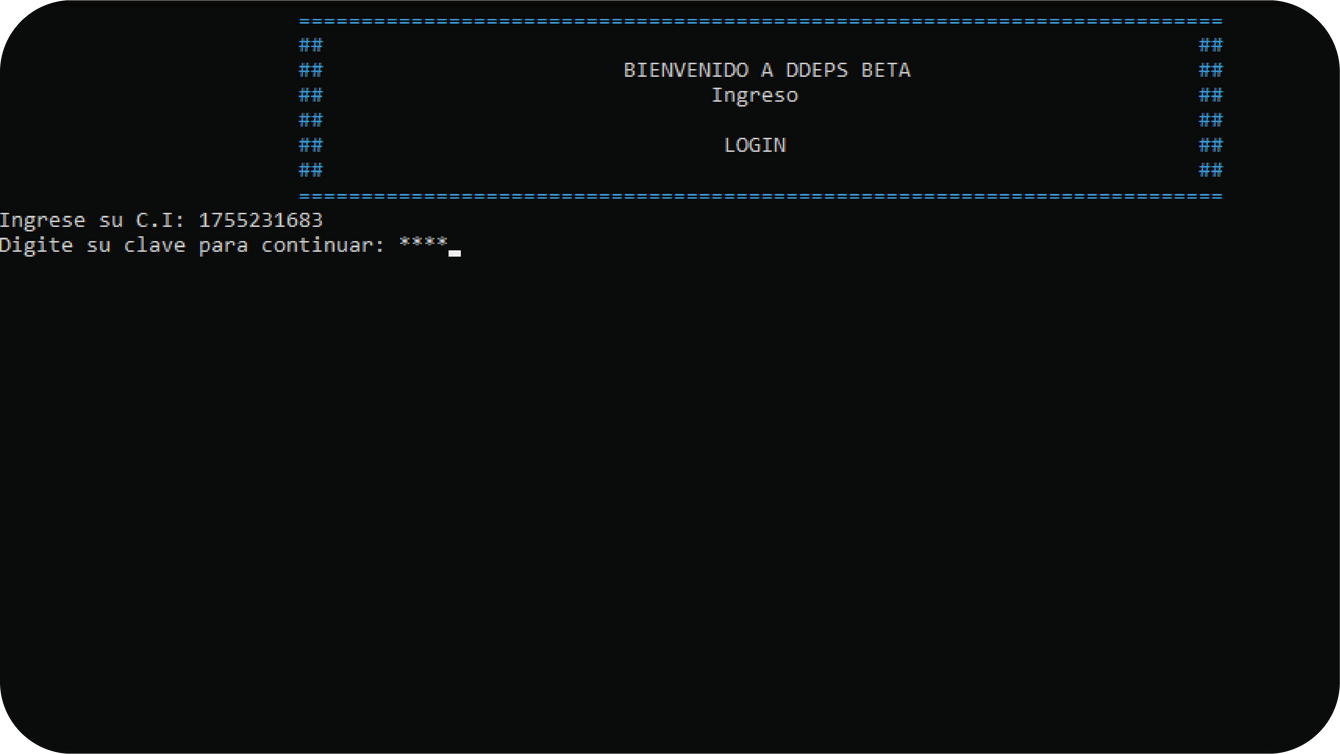 ==========================================================================
## ##
## BIENVENIDO A DDEPS BETA ##
## Ingreso ##
## ##
## LOGIN ##
## ##
==========================================================================
Ingrese su C.I: 1755231683
Digite su clave para continuar: ****